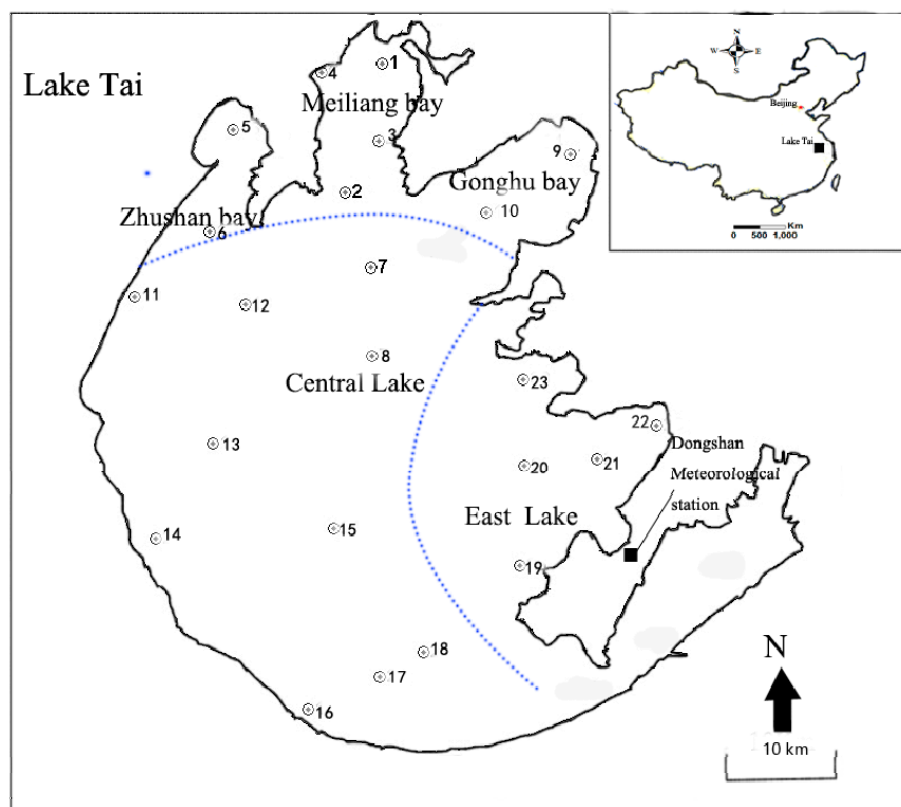 Lake Tai
1
4
Meiliang bay
5
3
9
Gonghu bay
2
10
Zhushan bay
6
7
11
12
8
Central Lake
23
22
13
Dongshan
21
20
Meteorological
station
East Lake
15
14
19
18
17
16
N
10 km
N
W E
S
Beijing
Lake Tai
Km
0 500 1,000